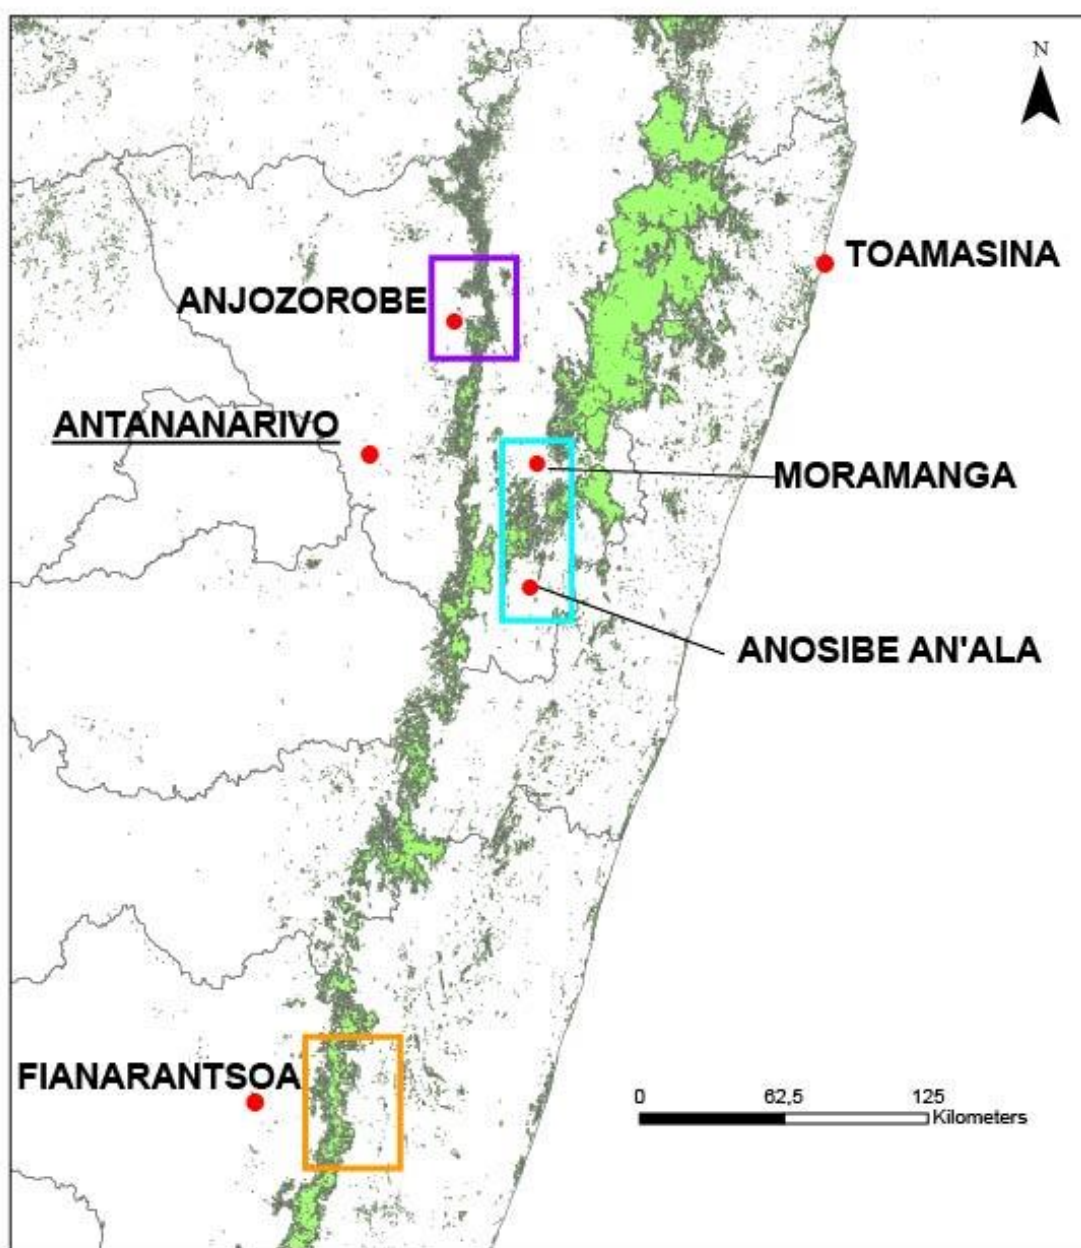 N
TOAMASINA
ANJOZOROBE
ANTANANARIVO
MORAMANGA
ANOSIBE AN'ALA
FIANARANTSOA
0 62,5 125
Kilometers